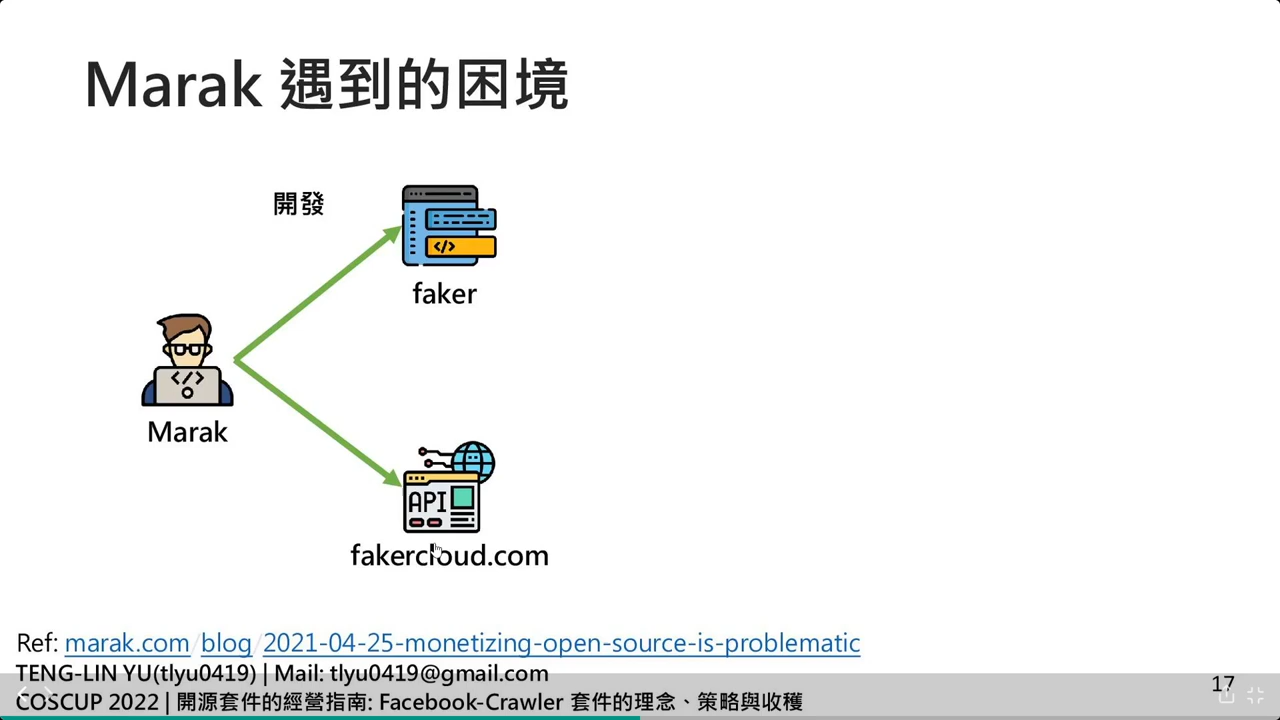 Marak 遇到的困境
開發
faker
</>
Marak
</>
API
fakercloud.com
Ref: marak.com/blog/2021-04-25-monetizing-open-source-is-problematic
TENG-LIN YU(tlyu0419) | Mail: tlyu0419@gmail.com
COSCUP 2022 | 開源套件的經營指南: Facebook-Crawler 套件的理念、策略與收穫
17